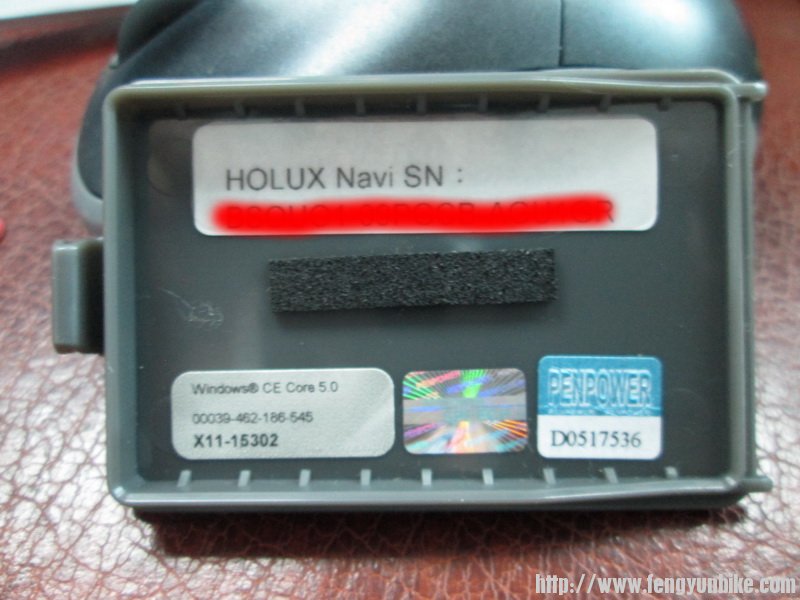 HOLUX Navi SN :
Windows® CE Core 5.0
00039-462-186-545
X11-15302
PENPOWER
D0517536
http://www.fengyunbike.com